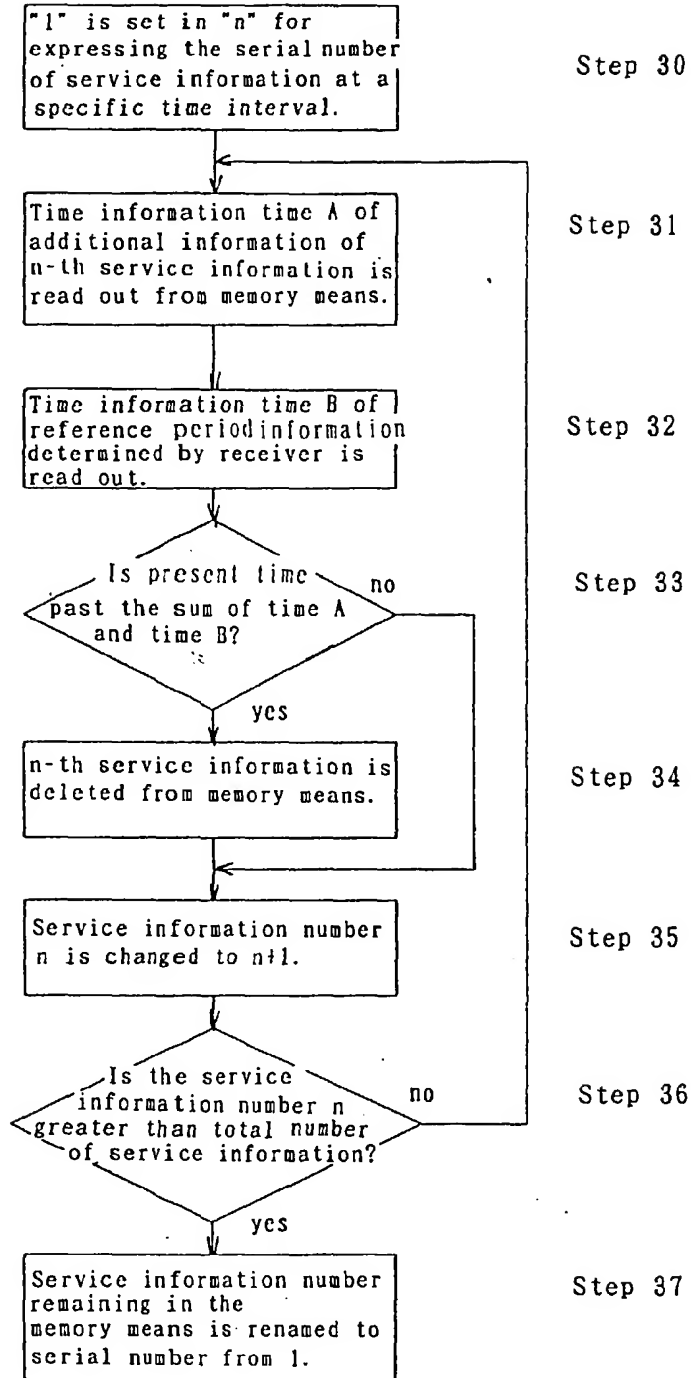 "1" is set in "n" for
expressing the serial number
of service information at a
specific time interval.
Step 30
Time information time A of
additional information of
n-th service information is
read out from memory means.
Step 31
Time information time B of
reference period information
determined by receiver is
read out.
Step 32
Is present time
past the sum of time A
and time B?
no
Step 33
yes
n-th service information is
deleted from memory means.
Step 34
Service information number
n is changed to n+1.
Step 35
Is the service
information number n
greater than total number
of service information?
no
Step 36
yes
Service information number
remaining in the
memory means is renamed to
serial number from 1.
Step 37